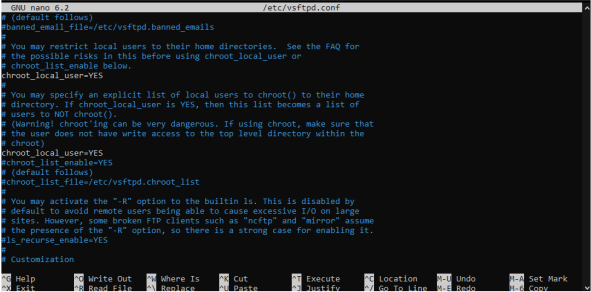 GNU nano 6.2 /etc/vsftpd.conf
# (default follows)
#banned_email_file=/etc/vsftpd.banned_emails
#
# You may restrict local users to their home directories.  See the FAQ for
# the possible risks in this before using chroot_local_user or
# chroot_list_enable below.
chroot_local_user=YES
#
# You may specify an explicit list of local users to chroot() to their home
# directory. If chroot_local_user is YES, then this list becomes a list of
# users to NOT chroot().
# (Warning! chroot'ing can be very dangerous. If using chroot, make sure that
# the user does not have write access to the top level directory within the
# chroot)
chroot_local_user=YES
#chroot_list_enable=YES
# (default follows)
#chroot_list_file=/etc/vsftpd.chroot_list
#
# You may activate the "-R" option to the builtin ls. This is disabled by
# default to avoid remote users being able to cause excessive I/O on large
# sites. However, some broken FTP clients such as "ncftp" and "mirror" assume
# the presence of the "-R" option, so there is a strong case for enabling it.
#ls_recurse_enable=YES
#
# Customization
^G Help ^O Write Out ^W Where Is ^K Cut ^T Execute ^C Location M-U Undo M-A Set Mark
^X Exit ^R Read File ^\ Replace ^U Paste ^J Justify ^/ Go To Line M-E Redo M-6 Copy